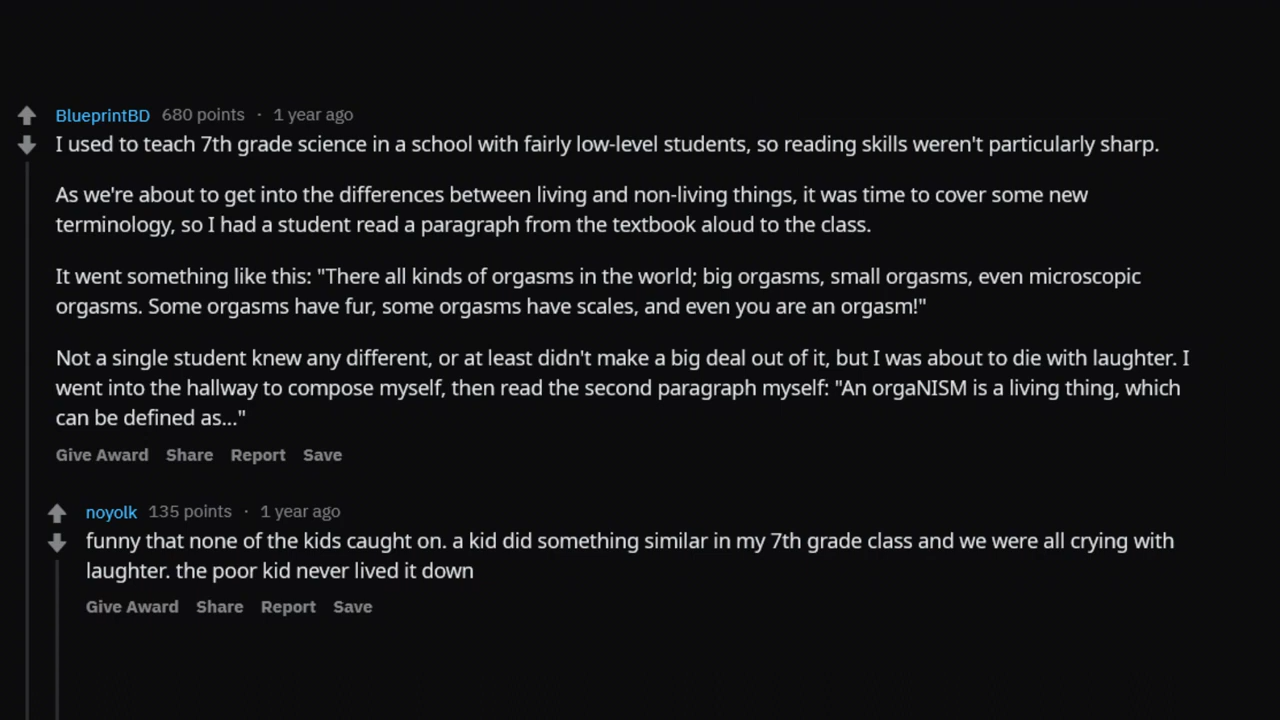 BlueprintBD 680 points · 1 year ago
I used to teach 7th grade science in a school with fairly low-level students, so reading skills weren't particularly sharp.
As we're about to get into the differences between living and non-living things, it was time to cover some new
terminology, so I had a student read a paragraph from the textbook aloud to the class.
It went something like this: "There all kinds of orgasms in the world; big orgasms, small orgasms, even microscopic
orgasms. Some orgasms have fur, some orgasms have scales, and even you are an orgasm!"
Not a single student knew any different, or at least didn't make a big deal out of it, but I was about to die with laughter. I
went into the hallway to compose myself, then read the second paragraph myself: "An orgaNISM is a living thing, which
can be defined as..."
Give Award Share Report Save
noyolk 135 points · 1 year ago
funny that none of the kids caught on. a kid did something similar in my 7th grade class and we were all crying with
laughter. the poor kid never lived it down
Give Award Share Report Save